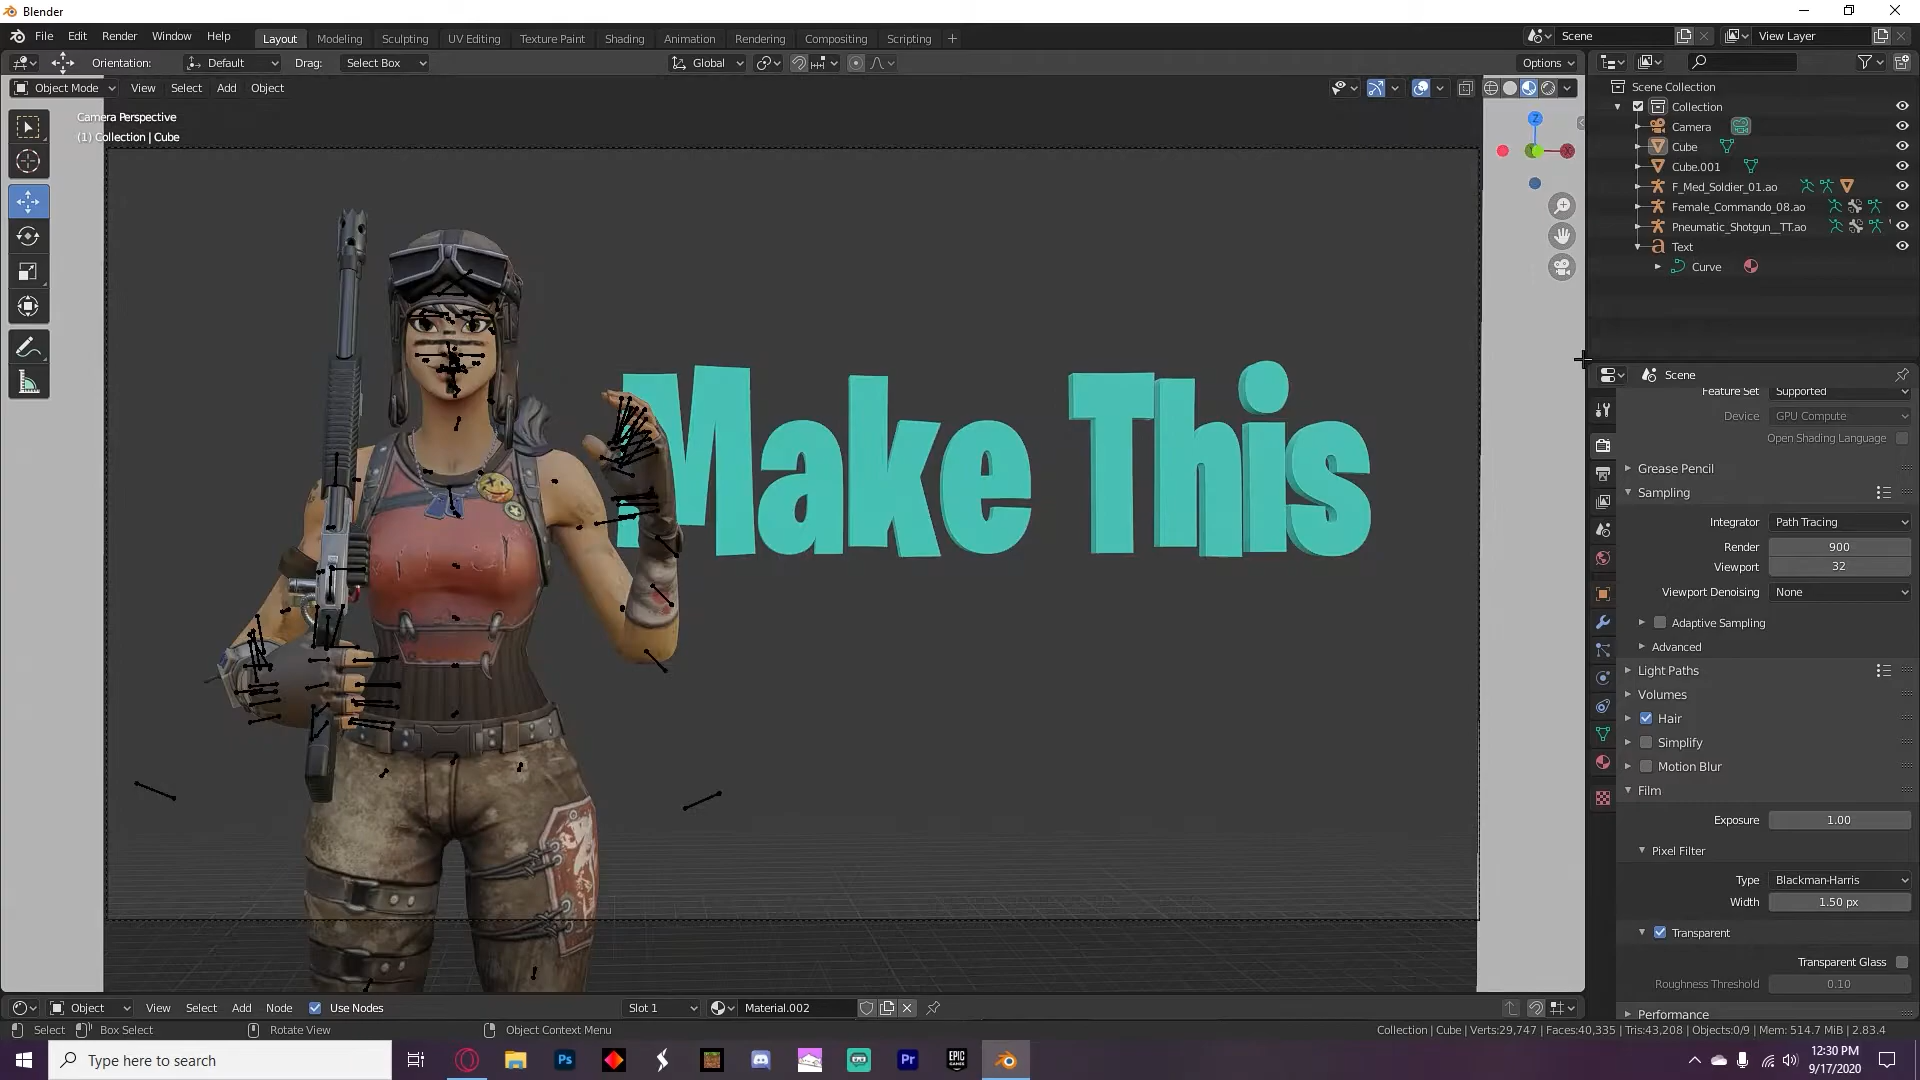 Blender
File Edit Render Window Help
Layout Modeling Sculpting UV Editing Texture Paint Shading Animation Rendering Compositing Scripting +
Scene
View Layer
Orientation: Default Drag: Select Box
Global
Options
Object Mode View Select Add Object
Camera Perspective
(1) Collection | Cube
Z
Make This
Scene Collection
Collection
Camera
Cube
Cube.001
F_Med_Soldier_01.ao
Female_Commando_08.ao
Pneumatic_Shotgun__TT.ao
Text
Curve
Scene
Feature Set Supported
Device GPU Compute
Open Shading Language
Grease Pencil
Sampling
Integrator Path Tracing
Render 900
Viewport 32
Viewport Denoising None
Adaptive Sampling
Advanced
Light Paths
Volumes
Hair
Simplify
Motion Blur
Film
Exposure 1.00
Pixel Filter
Type Blackman-Harris
Width 1.50 px
Transparent
Transparent Glass
Roughness Threshold 0.10
Performance
Object View Select Add Node Use Nodes Slot 1 Material.002
Select Box Select Rotate View Object Context Menu
Collection | Cube | Verts:29,747 | Faces:40,335 | Tris:43,208 | Objects:0/9 | Mem: 514.7 MiB | 2.83.4
Type here to search
Ps
Pr
EPIC GAMES
12:30 PM
9/17/2020